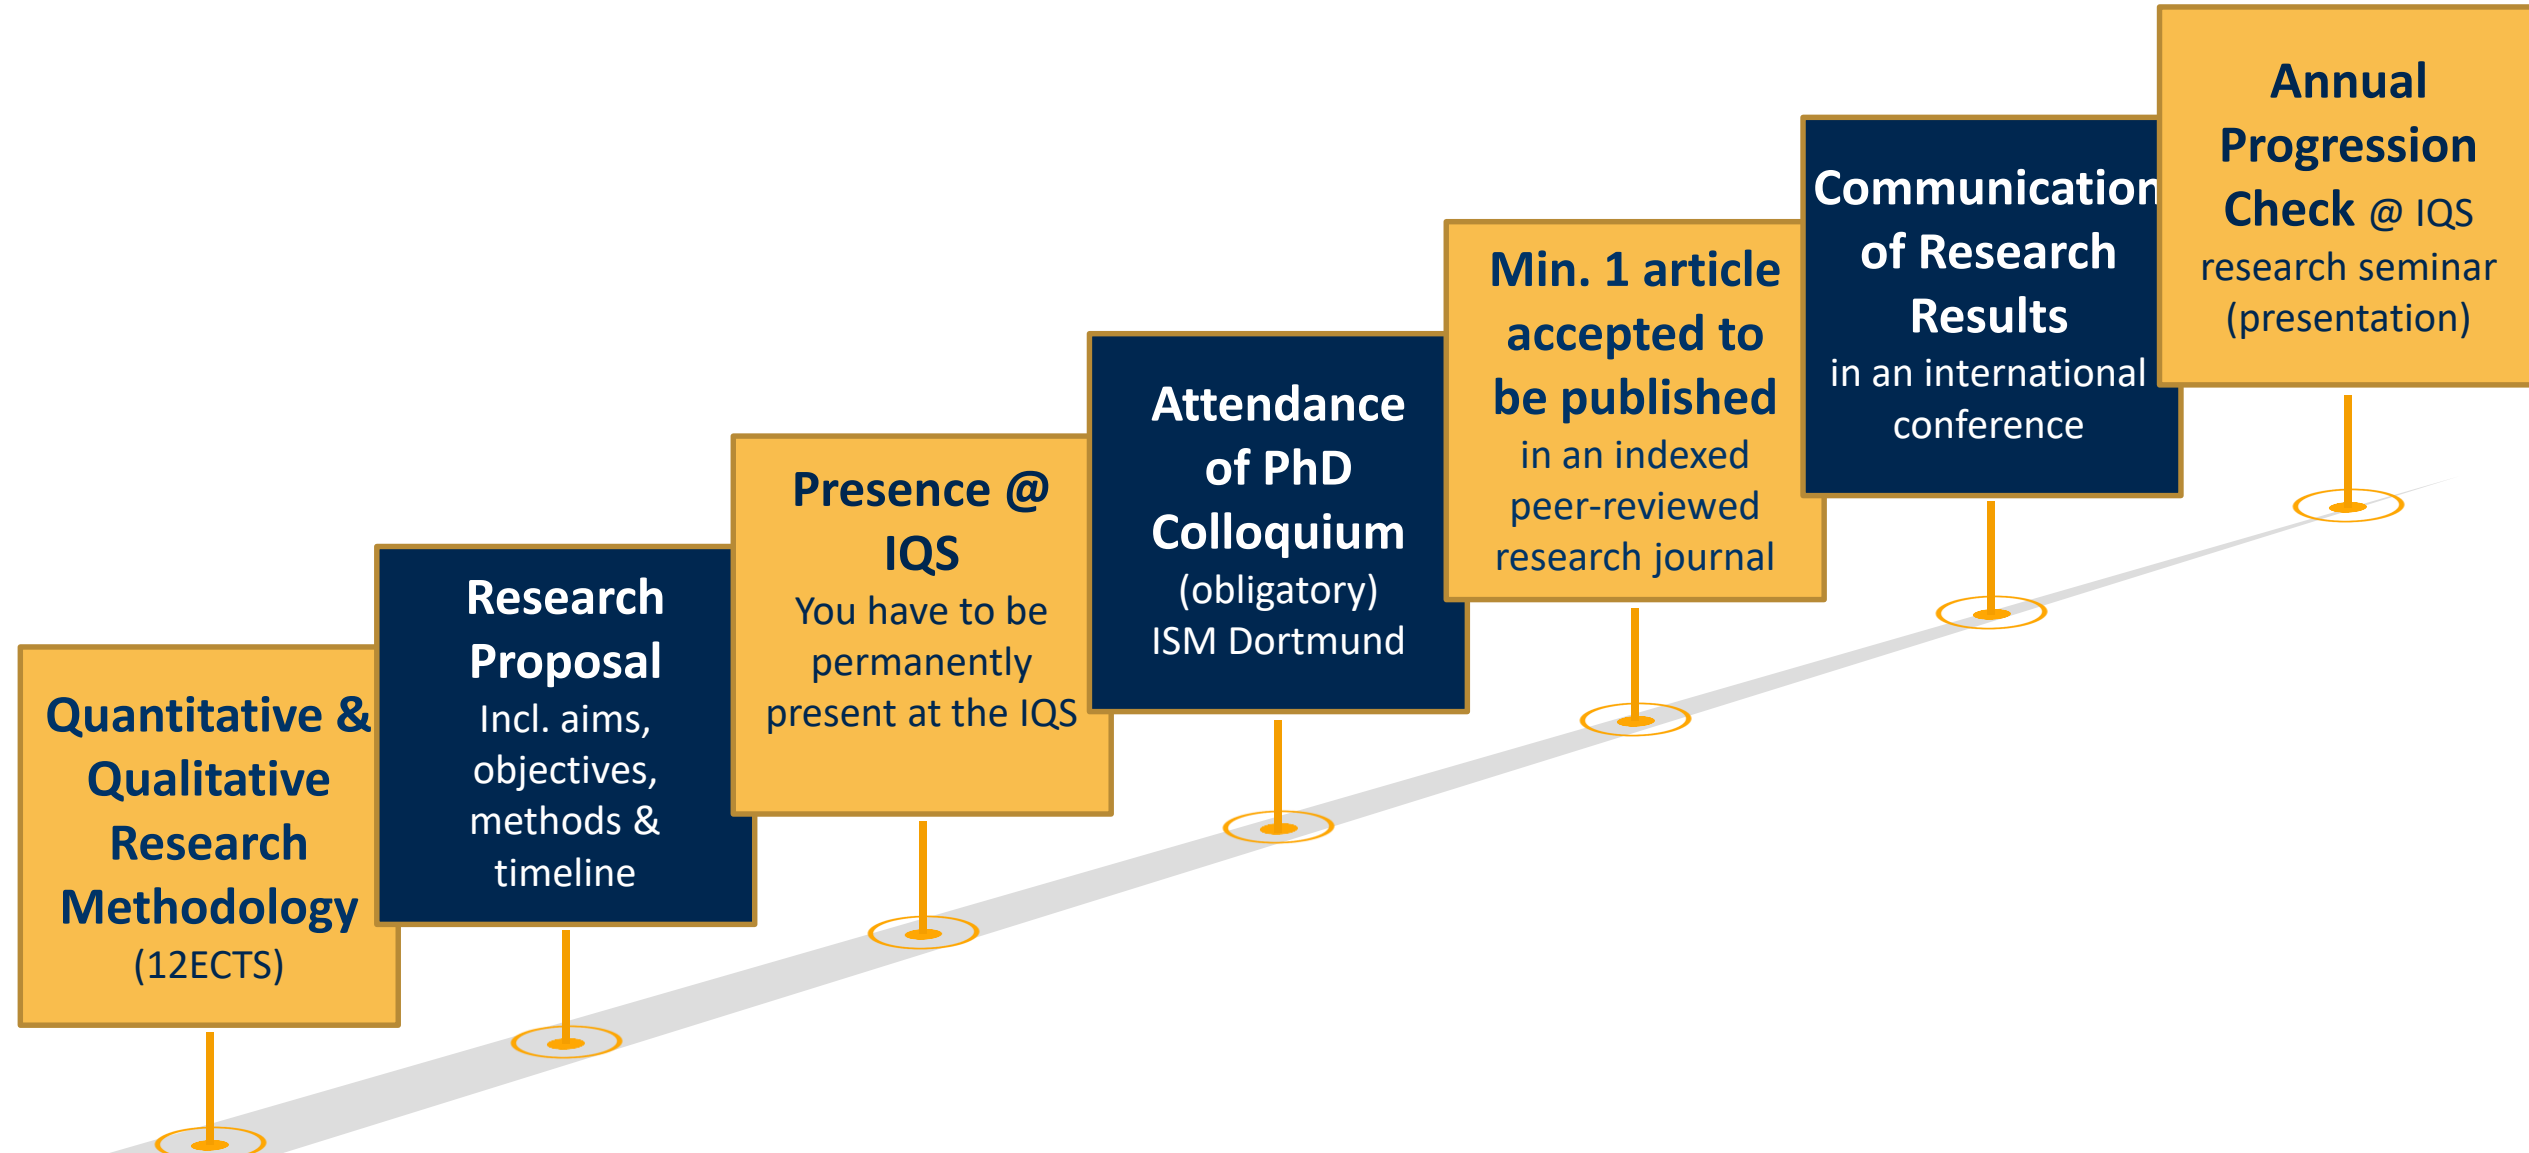 Quantitative &
Qualitative
Research
Methodology
(12ECTS)
Research
Proposal
Incl. aims,
objectives,
methods &
timeline
Presence @
IQS
You have to be
permanently
present at the IQS
Attendance
of PhD
Colloquium
(obligatory)
ISM Dortmund
Min. 1 article
accepted to
be published
in an indexed
peer-reviewed
research journal
Communication
of Research
Results
in an international
conference
Annual
Progression
Check @ IQS
research seminar
(presentation)